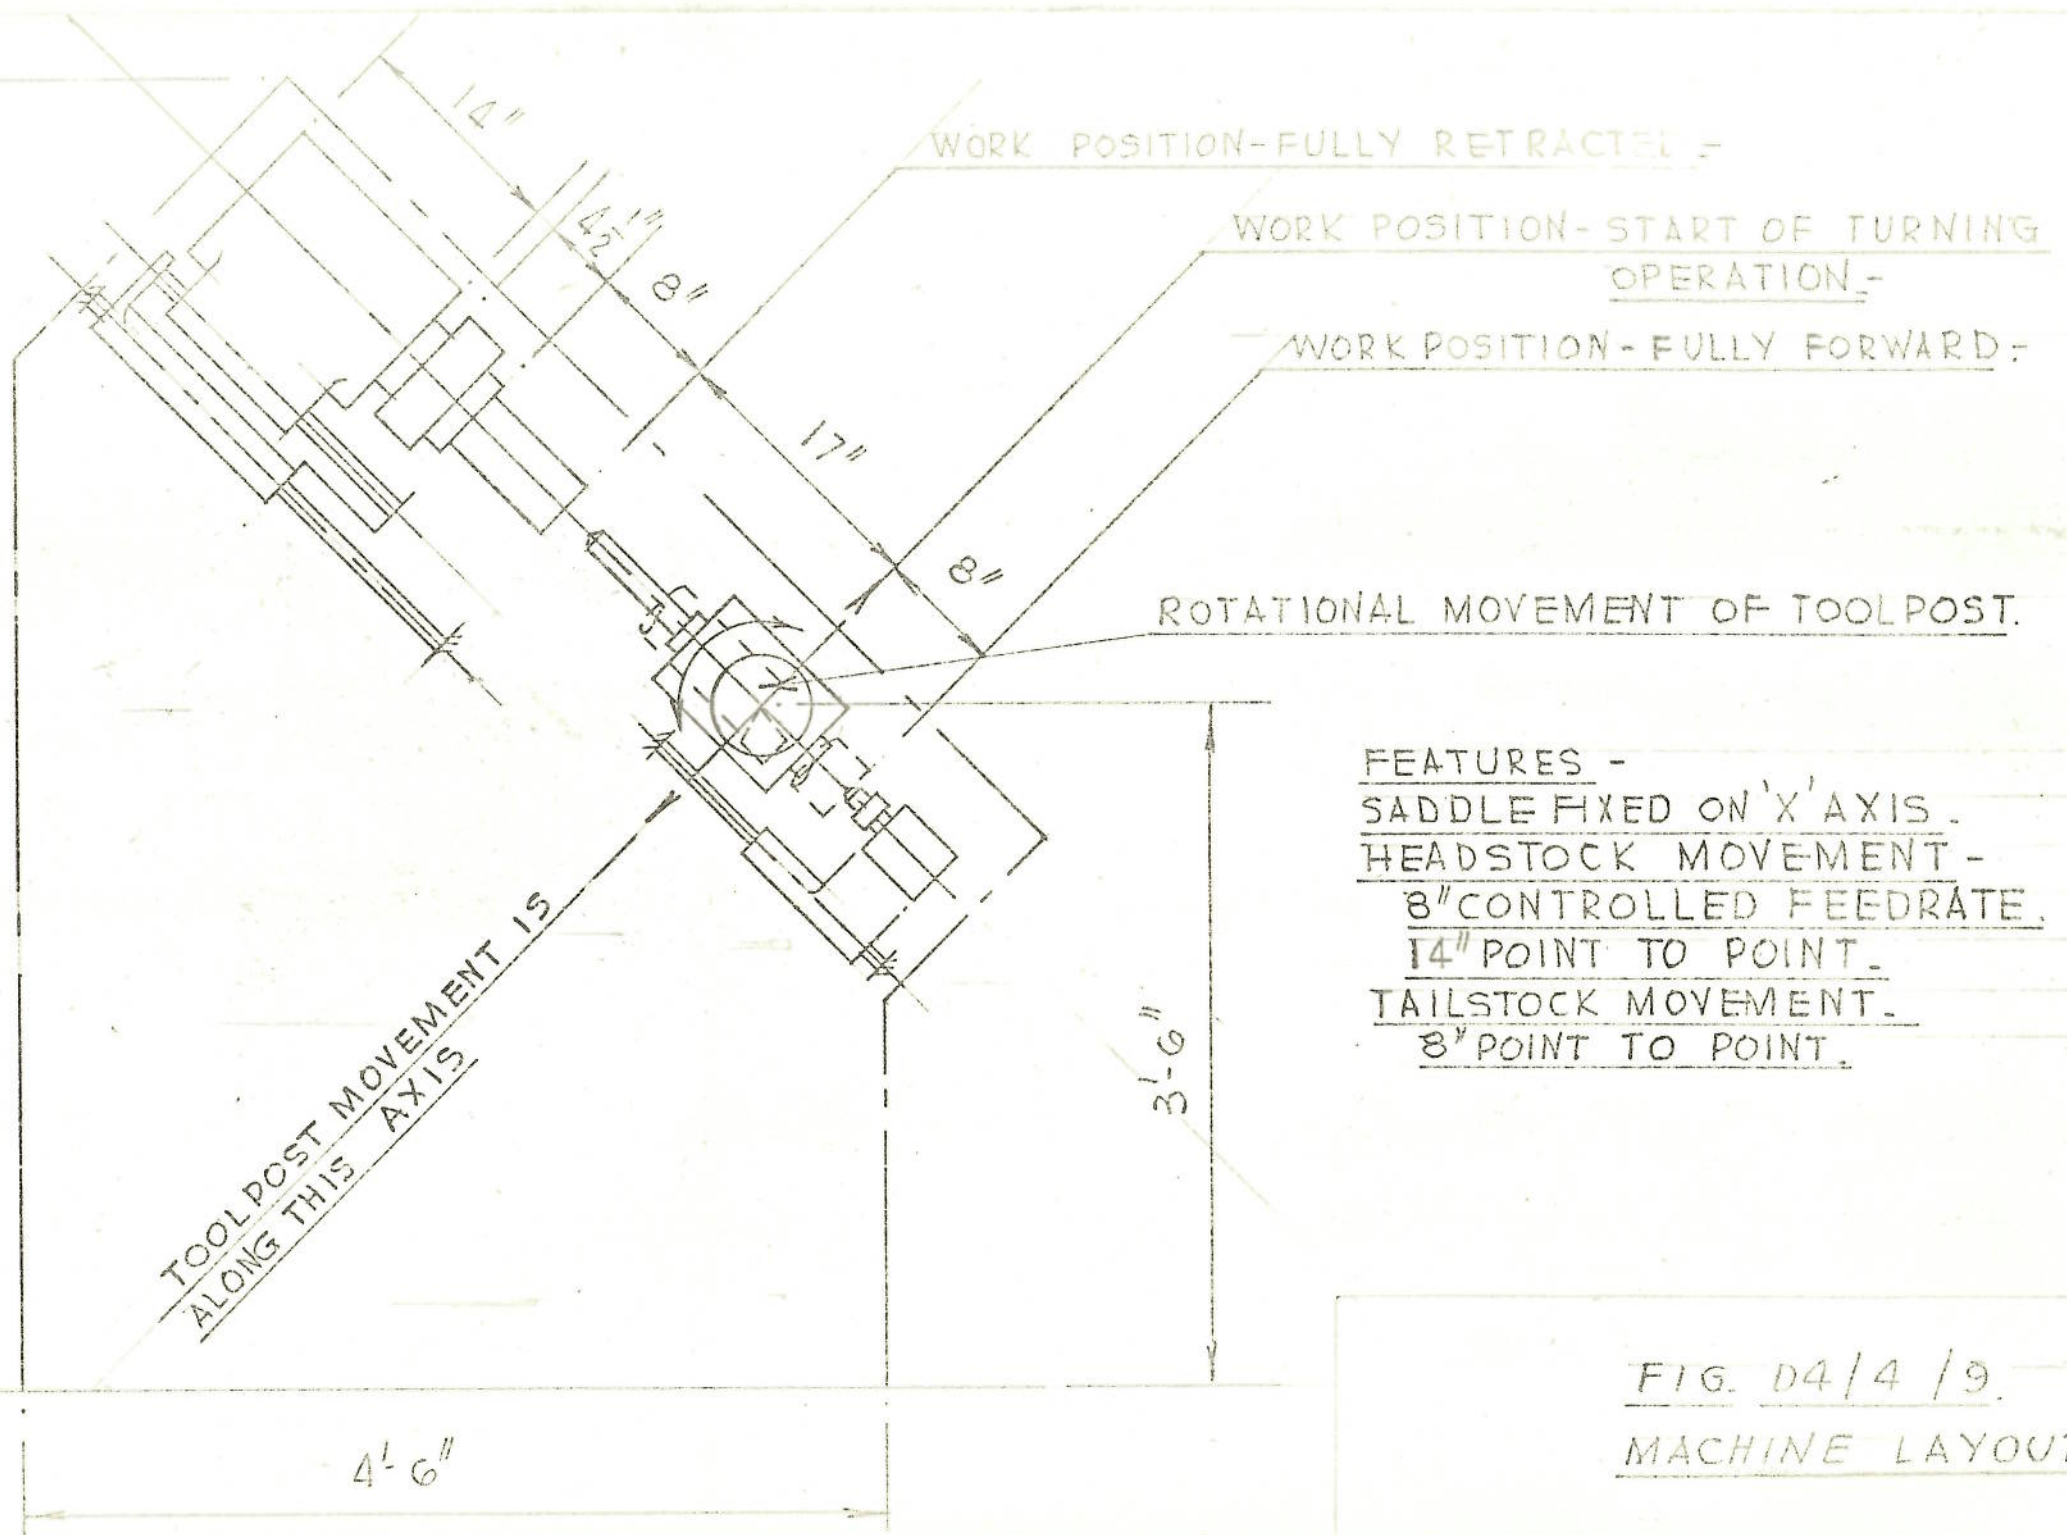 14"
4½"
8"
17"
8"
WORK POSITION-FULLY RETRACTED-
WORK POSITION-START OF TURNING
OPERATION-
WORK POSITION-FULLY FORWARD-
ROTATIONAL MOVEMENT OF TOOLPOST.
FEATURES -
SADDLE FIXED ON 'X' AXIS.
HEADSTOCK MOVEMENT-
8" CONTROLLED FEEDRATE.
14" POINT TO POINT.
TAILSTOCK MOVEMENT.
8" POINT TO POINT.
TOOLPOST MOVEMENT IS
ALONG THIS AXIS
3'-6"
4'-6"
FIG. D4/4/9.
MACHINE LAYOUT